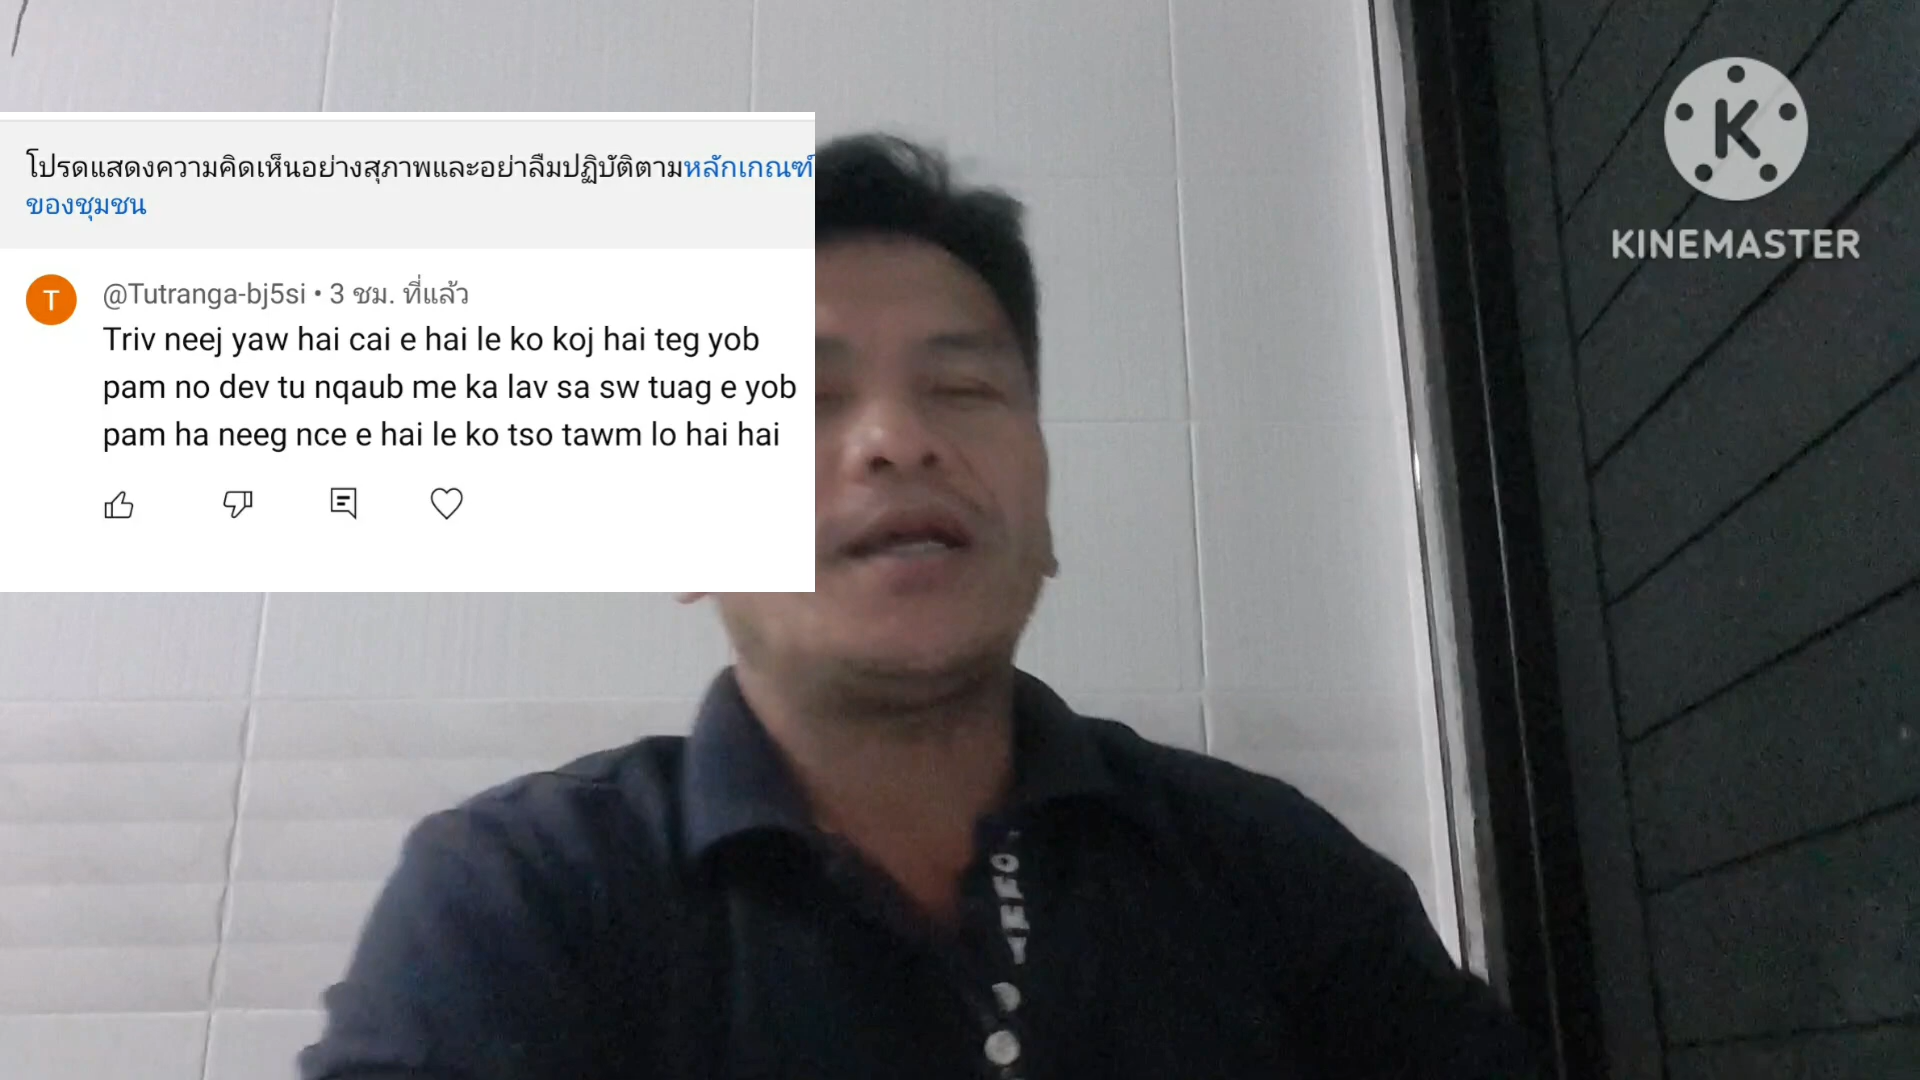 โปรดแสดงความคิดเห็นอย่างสุภาพและอย่าลืมปฏิบัติตามหลักเกณฑ์
ของชุมชน
T
@Tutranga-bj5si • 3 ชม. ที่แล้ว
Triv neej yaw hai cai e hai le ko koj hai teg yob
pam no dev tu nqaub me ka lav sa sw tuag e yob
pam ha neeg nce e hai le ko tso tawm lo hai hai
K
KINEMASTER